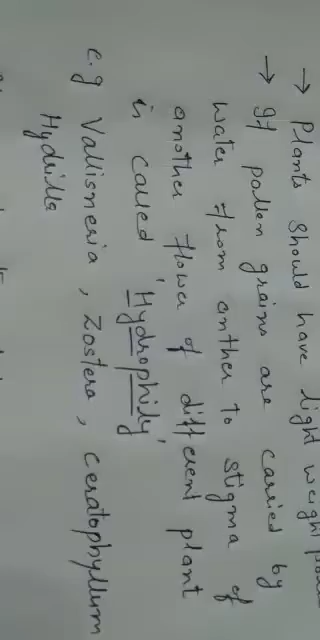 → Plants should have light weight
→ If pollen grains are carried by
water from anther to stigma of
another flower of different plant
is called 'Hydrophily'
e.g Vallisneria, Zostera, Ceratophyllum
Hydrilla